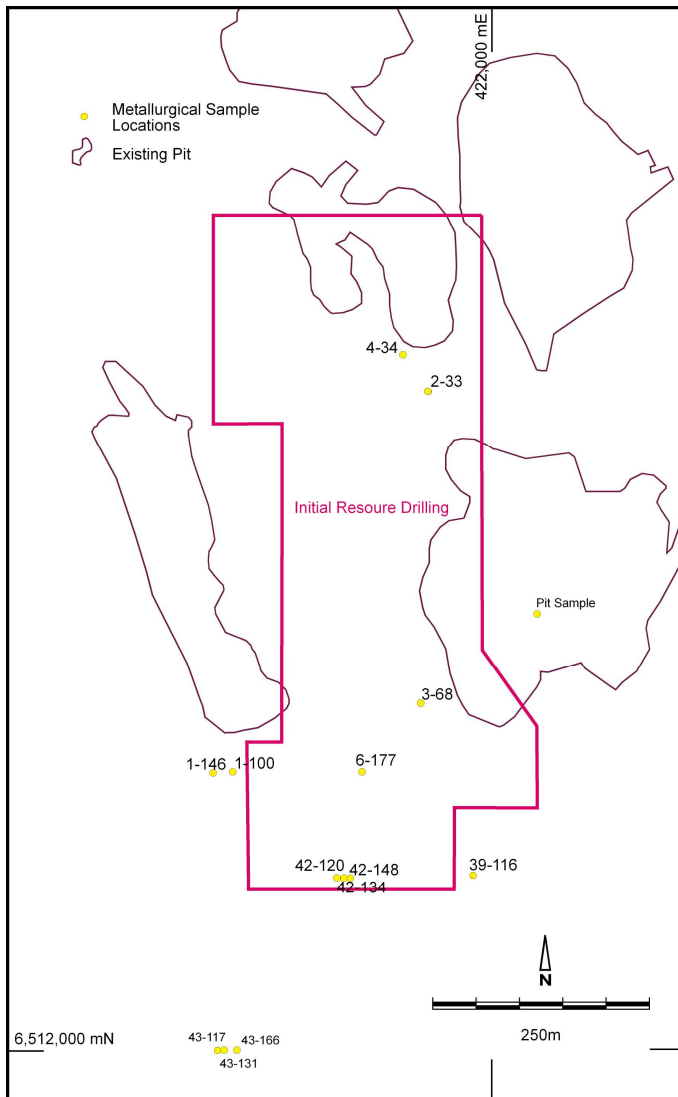 422,000 mE
Metallurgical Sample
Locations
Existing Pit
4-34
2-33
Initial Resoure Drilling
Pit Sample
3-68
1-146
1-100
6-177
42-120
42-148
42-134
39-116
N
250m
6,512,000 mN
43-117
43-166
43-131